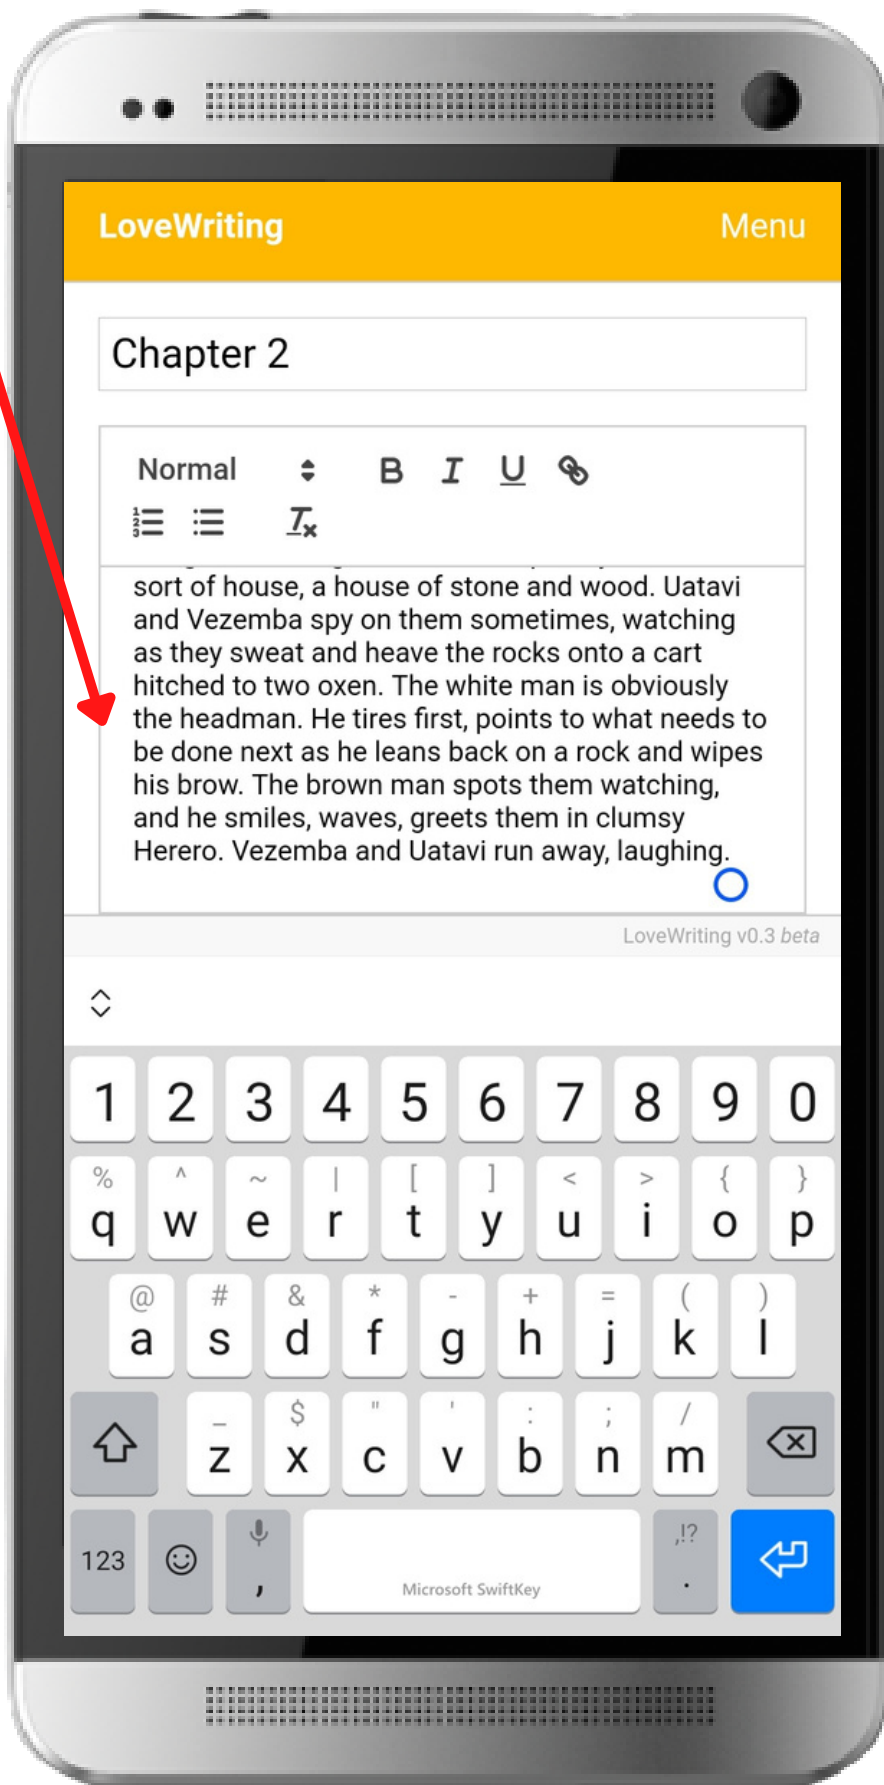 LoveWriting Menu
Chapter 2
Normal B I U
sort of house, a house of stone and wood. Uatavi
and Vezemba spy on them sometimes, watching
as they sweat and heave the rocks onto a cart
hitched to two oxen. The white man is obviously
the headman. He tires first, points to what needs to
be done next as he leans back on a rock and wipes
his brow. The brown man spots them watching,
and he smiles, waves, greets them in clumsy
Herero. Vezemba and Uatavi run away, laughing.
LoveWriting v0.3 beta
1 2 3 4 5 6 7 8 9 0
% ^ ~ | [ ] < > { }
q w e r t y u i o p
@ # & * - + = ( )
a s d f g h j k l
_ $ " ' : ; /
z x c v b n m
,!?
123 , Microsoft SwiftKey .